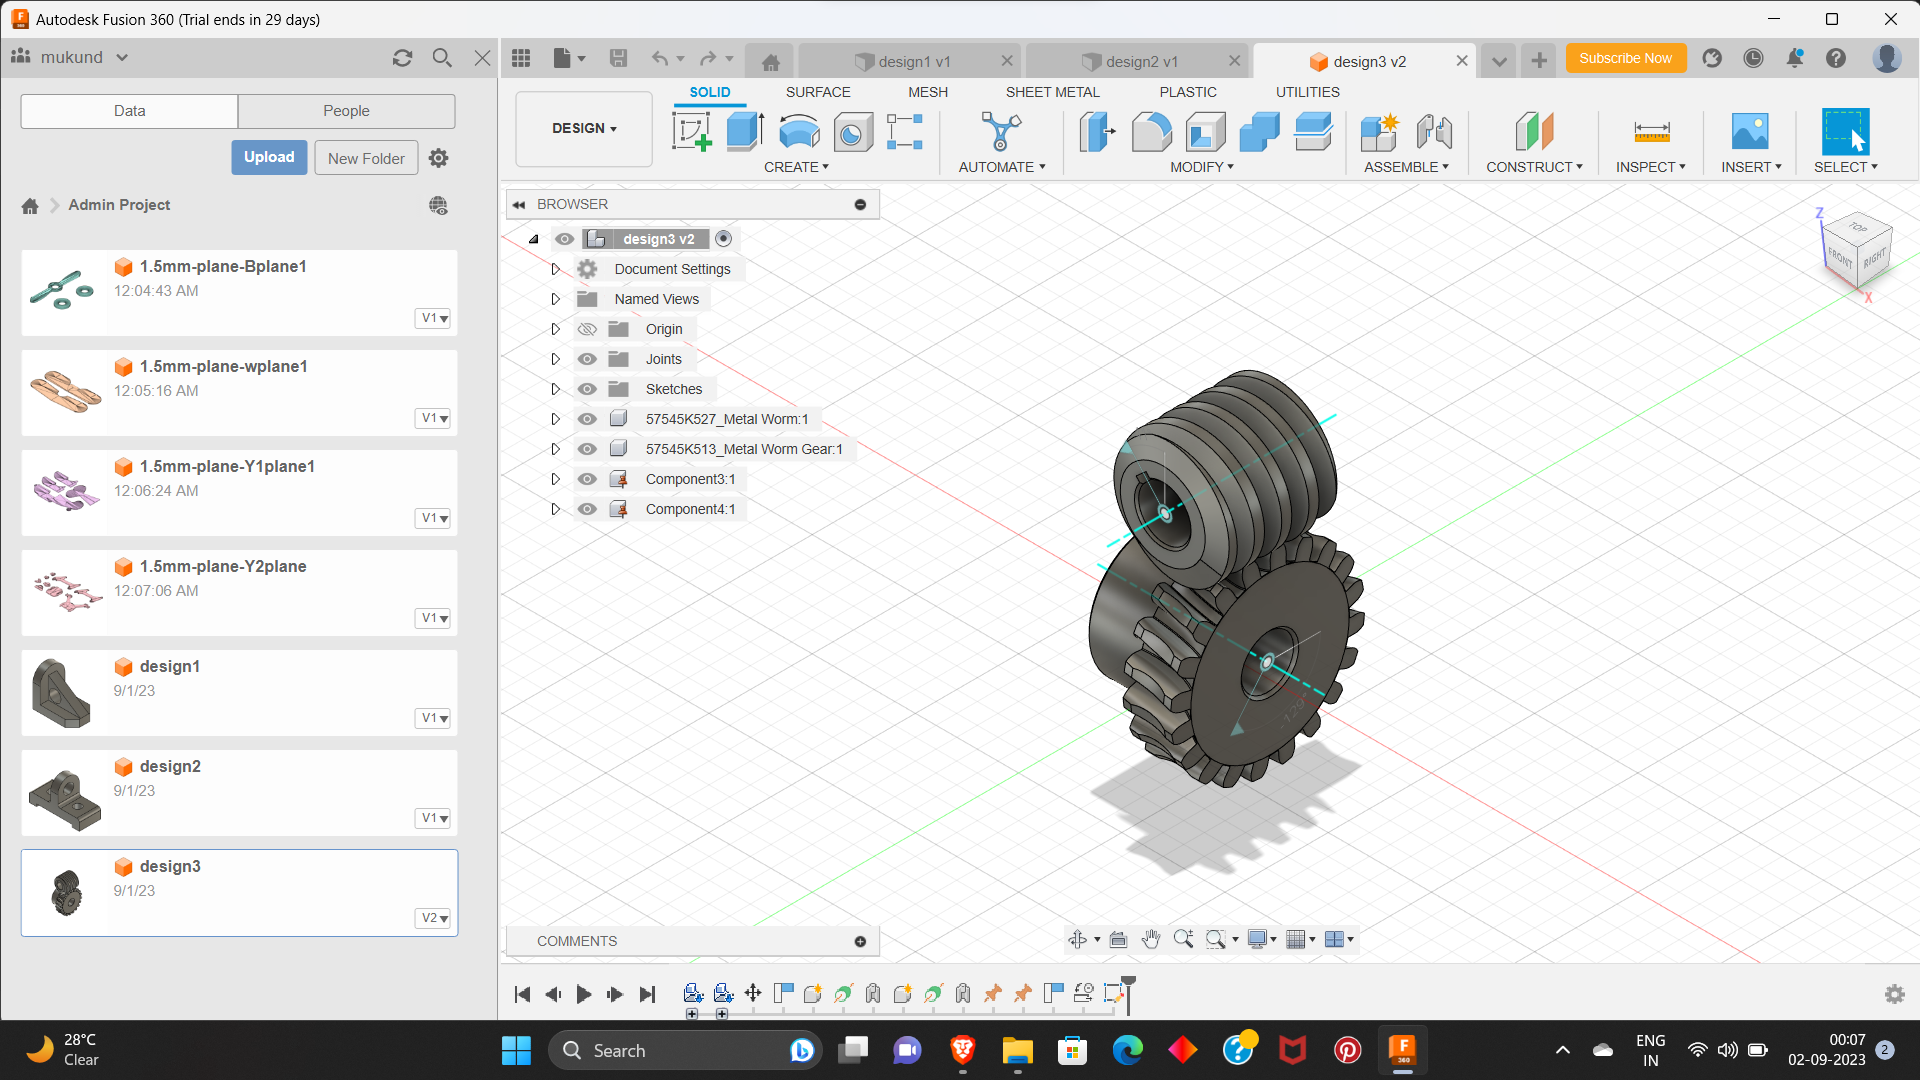 Autodesk Fusion 360 (Trial ends in 29 days)
mukund
design1 v1
design2 v1
design3 v2
Subscribe Now
Data
People
Upload
New Folder
Admin Project
1.5mm-plane-Bplane1
12:04:43 AM
V1
1.5mm-plane-wplane1
12:05:16 AM
V1
1.5mm-plane-Y1plane1
12:06:24 AM
V1
1.5mm-plane-Y2plane
12:07:06 AM
V1
design1
9/1/23
V1
design2
9/1/23
V1
design3
9/1/23
V2
DESIGN
SOLID
SURFACE
MESH
SHEET METAL
PLASTIC
UTILITIES
CREATE
AUTOMATE
MODIFY
ASSEMBLE
CONSTRUCT
INSPECT
INSERT
SELECT
BROWSER
design3 v2
Document Settings
Named Views
Origin
Joints
Sketches
57545K527_Metal Worm:1
57545K513_Metal Worm Gear:1
Component3:1
Component4:1
Z
TOP
FRONT
RIGHT
X
COMMENTS
28°C
Clear
Search
F
360
ENG
IN
00:07
02-09-2023
2